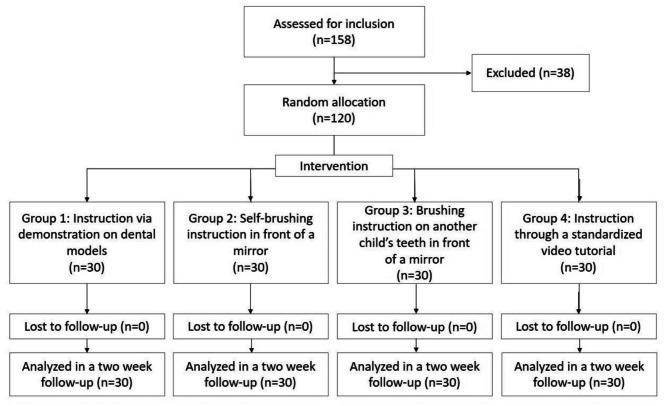 Assessed for inclusion
(n=158)
Excluded (n=38)
Random allocation
(n=120)
Intervention
Group 1: Instruction via
demonstration on dental
models
(n=30)
Group 2: Self-brushing
instruction in front of a
mirror
(n=30)
Group 3: Brushing
instruction on another
child's teeth in front
of a mirror
(n=30)
Group 4: Instruction
through a standardized
video tutorial
(n=30)
Lost to follow-up (n=0)
Lost to follow-up (n=0)
Lost to follow-up (n=0)
Lost to follow-up (n=0)
Analyzed in a two week
follow-up (n=30)
Analyzed in a two week
follow-up (n=30)
Analyzed in a two week
follow-up (n=30)
Analyzed in a two week
follow-up (n=30)